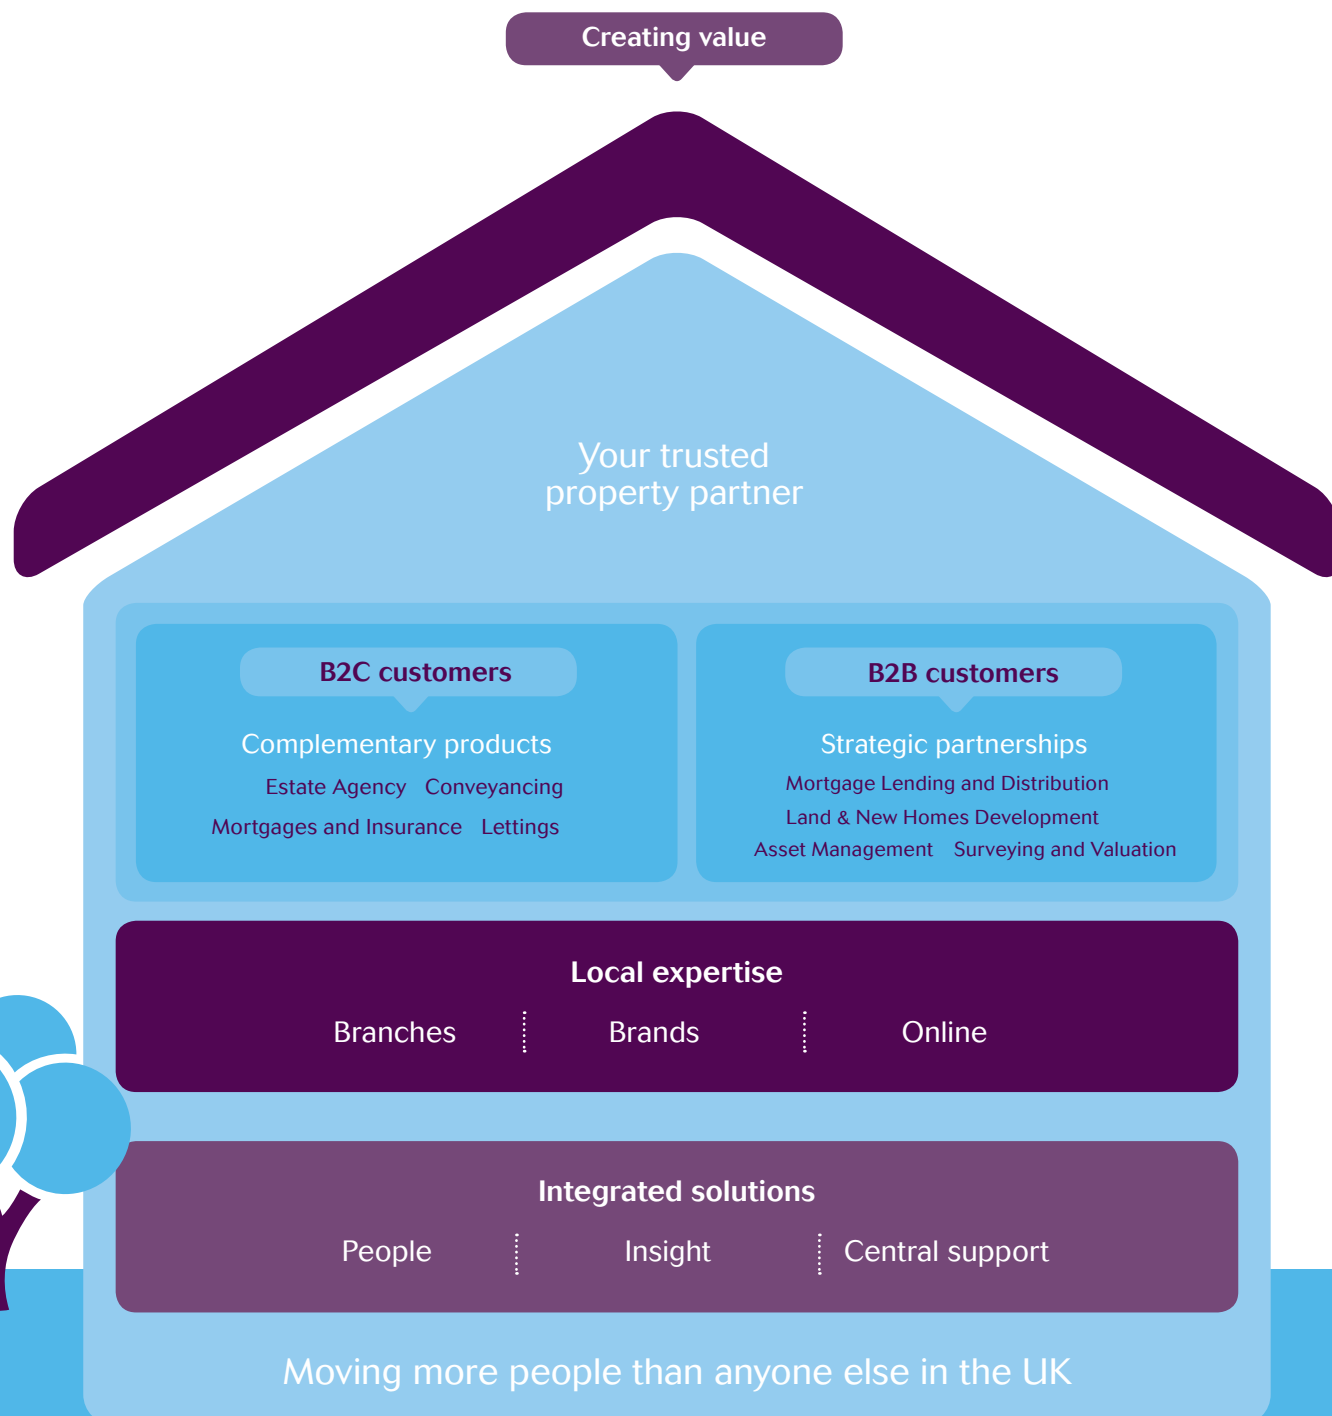 Creating value
Your trusted
property partner
B2C customers
Complementary products
Estate Agency Conveyancing
Mortgages and Insurance Lettings
B2B customers
Strategic partnerships
Mortgage Lending and Distribution
Land & New Homes Development
Asset Management Surveying and Valuation
Local expertise
Branches Brands Online
Integrated solutions
People Insight Central support
Moving more people than anyone else in the UK